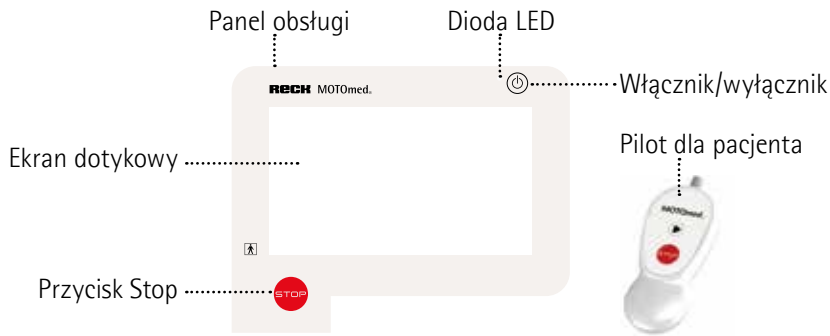 Panel obsługi
Dioda LED
RECK MOTOmed.
Włącznik/wyłącznik
Pilot dla pacjenta
Ekran dotykowy
MOTOmed.
STOP
Przycisk Stop
STOP